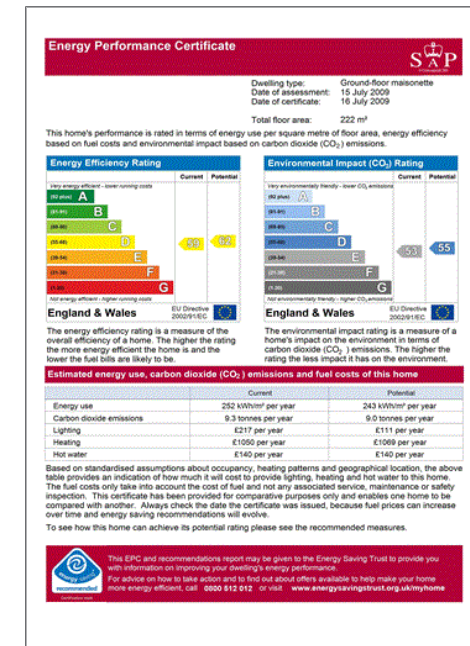 Energy Performance Certificate
SAP
Dwelling type: Ground-floor maisonette
Date of assessment: 15 July 2009
Date of certificate: 16 July 2009
Total floor area: 222 m²
This home's performance is rated in terms of energy use per square metre of floor area, energy efficiency
based on fuel costs and environmental impact based on carbon dioxide (CO₂) emissions.
Energy Efficiency Rating
Current Potential
Very energy efficient - lower running costs
(92 plus) A
(81-91) B
(69-80) C
(55-68) D
(39-54) E
(21-38) F
(1-20) G
59 62
Not energy efficient - higher running costs
England & Wales
EU Directive
2002/91/EC
Environmental Impact (CO₂) Rating
Current Potential
Very environmentally friendly - lower CO₂ emissions
(92 plus) A
(81-91) B
(69-80) C
(55-68) D
(39-54) E
(21-38) F
(1-20) G
53 55
Not environmentally friendly - higher CO₂ emissions
England & Wales
EU Directive
2002/91/EC
The energy efficiency rating is a measure of the
overall efficiency of a home. The higher the rating
the more energy efficient the home is and the
lower the fuel bills are likely to be.
The environmental impact rating is a measure of a
home's impact on the environment in terms of
carbon dioxide (CO₂ ) emissions. The higher the
rating the less impact it has on the environment.
Estimated energy use, carbon dioxide (CO₂ ) emissions and fuel costs of this home
Current Potential
Energy use 252 kWh/m² per year 243 kWh/m² per year
Carbon dioxide emissions 9.3 tonnes per year 9.0 tonnes per year
Lighting £217 per year £111 per year
Heating £1050 per year £1069 per year
Hot water £140 per year £140 per year
Based on standardised assumptions about occupancy, heating patterns and geographical location, the above
table provides an indication of how much it will cost to provide lighting, heating and hot water to this home.
The fuel costs only take into account the cost of fuel and not any associated service, maintenance or safety
inspection. This certificate has been provided for comparative purposes only and enables one home to be
compared with another. Always check the date the certificate was issued, because fuel prices can increase
over time and energy saving recommendations will evolve.
To see how this home can achieve its potential rating please see the recommended measures.
energy saving
recommended
Certification mark
This EPC and recommendations report may be given to the Energy Saving Trust to provide you
with information on improving your dwelling's energy performance.
For advice on how to take action and to find out about offers available to help make your home
more energy efficient, call 0800 512 012 or visit www.energysavingstrust.org.uk/myhome